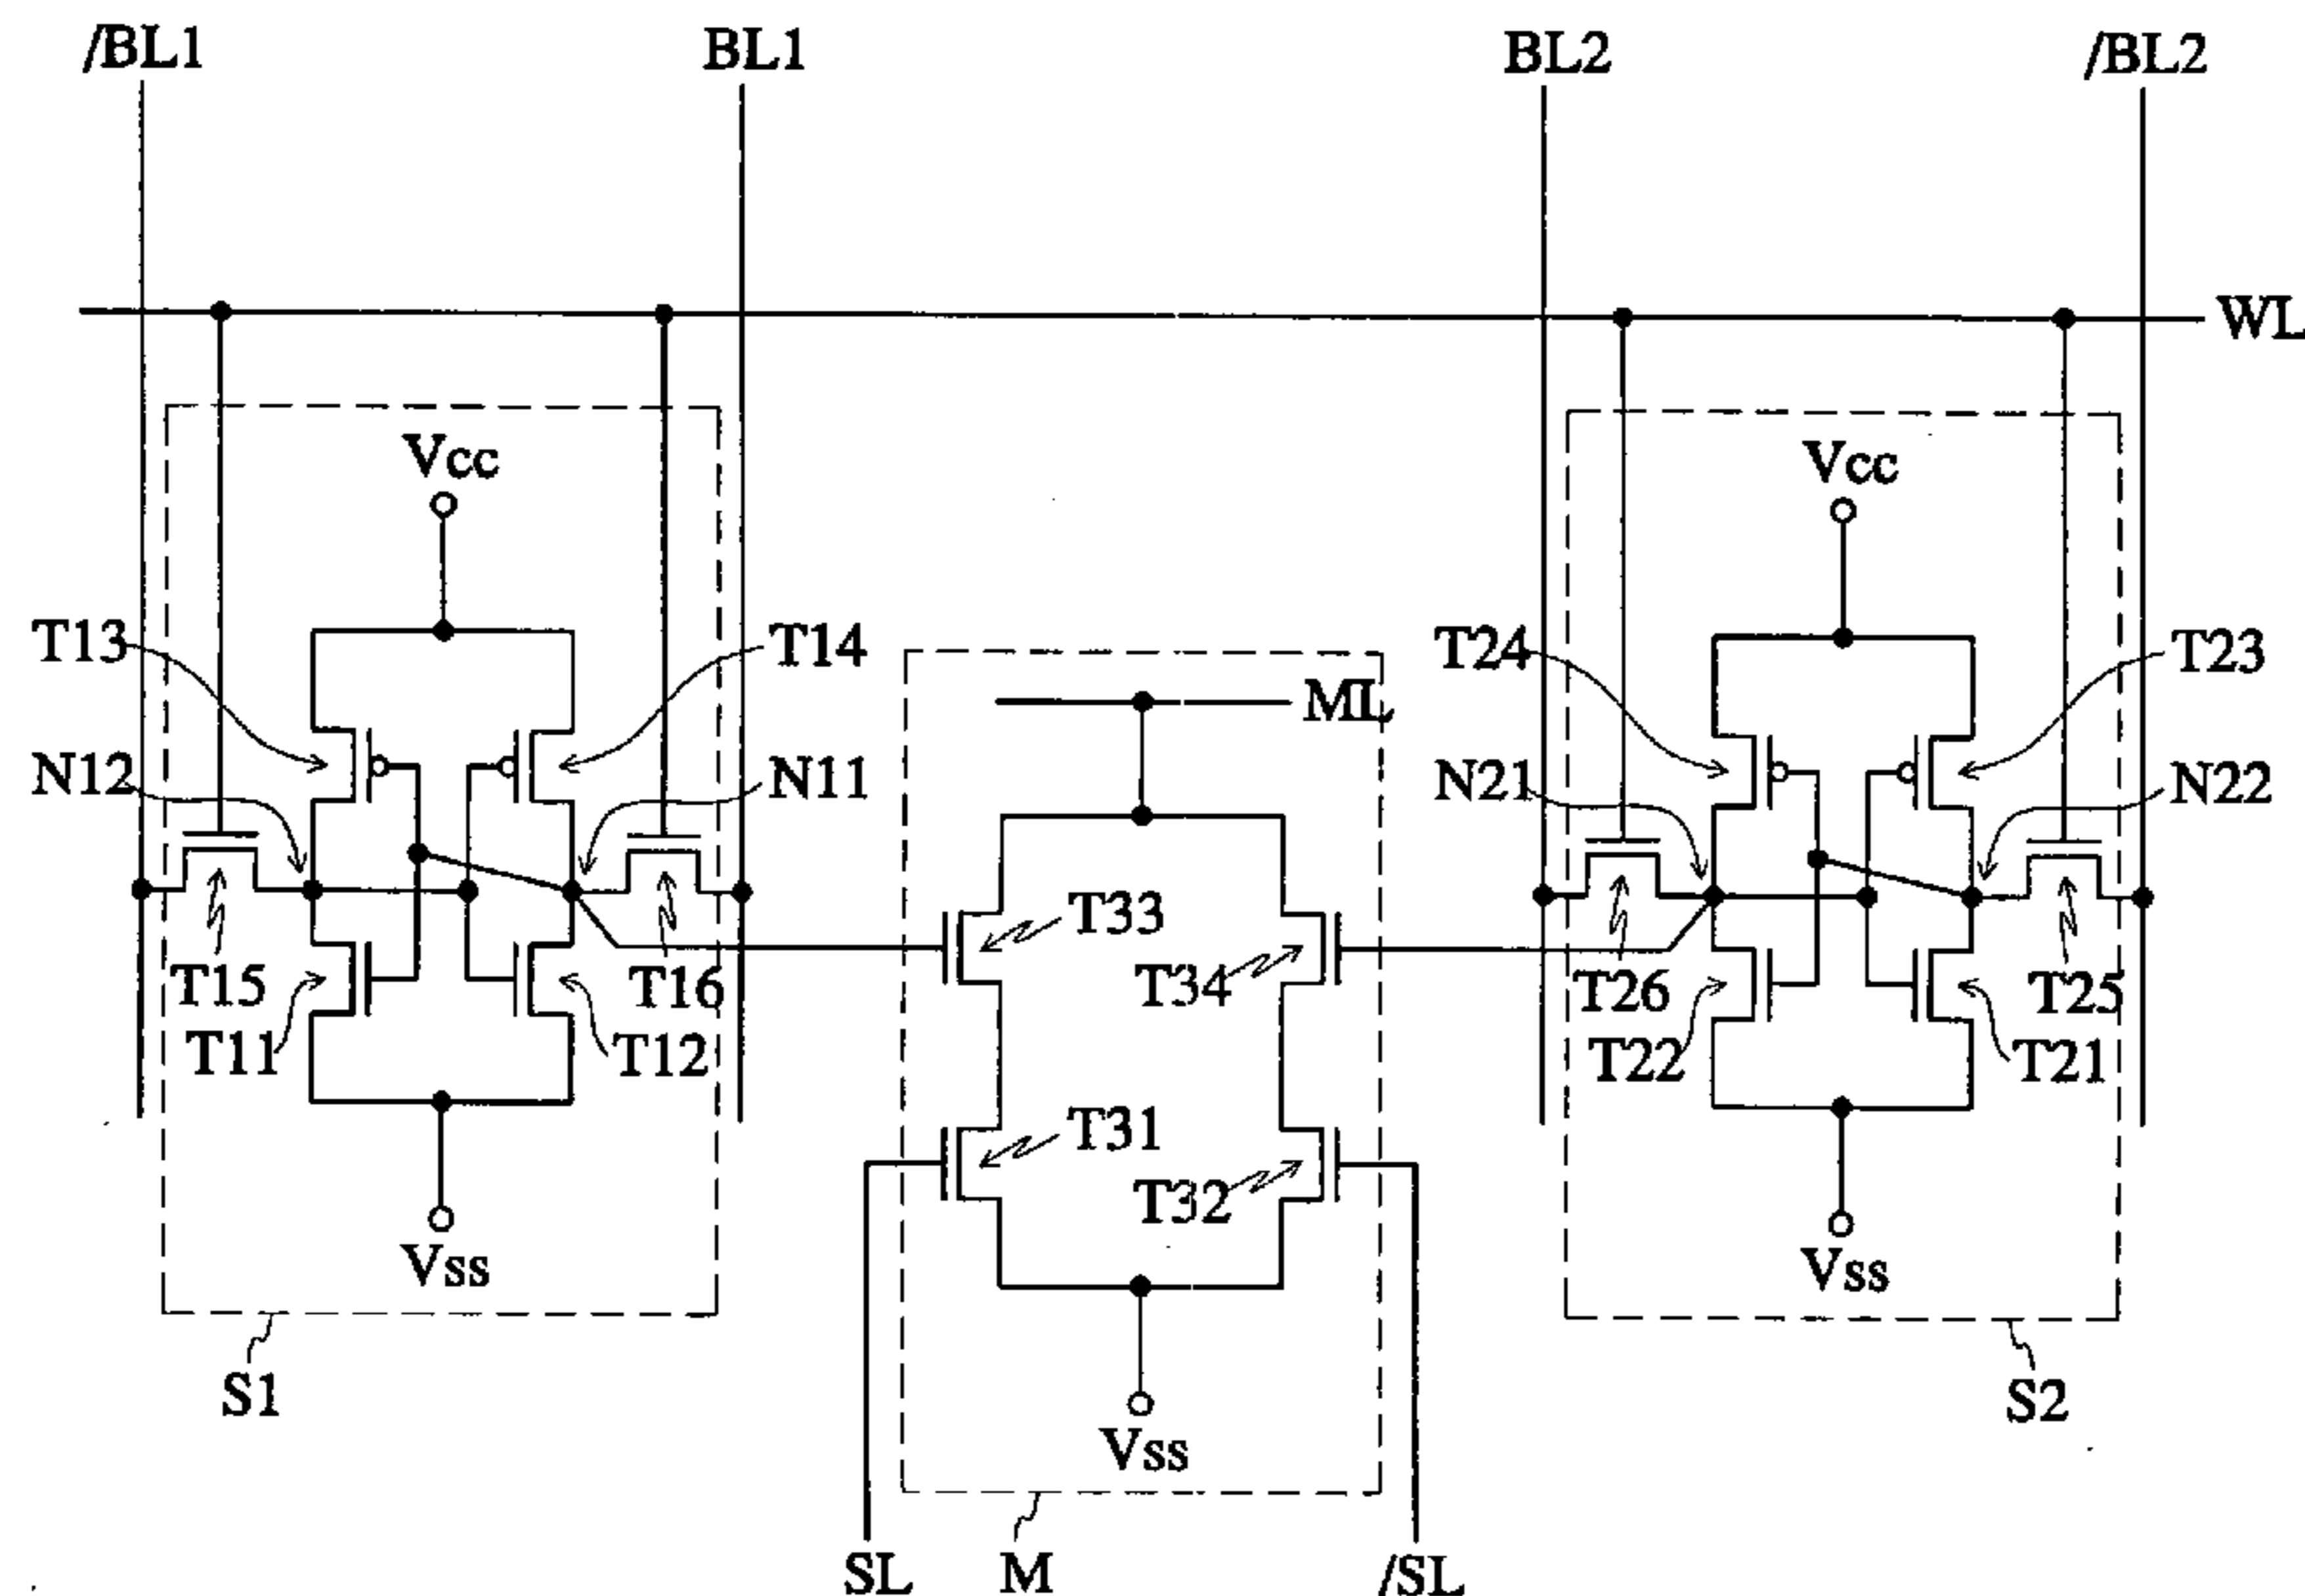 /BL1
BL1
BL2
/BL2
WL
Vcc
Vcc
T13
T14
T24
T23
ML
N12
N11
N21
N22
T33
T15
T16
T34
T26
T25
T11
T12
T22
T21
T31
T32
Vss
Vss
S1
S2
Vss
SL
M
/SL